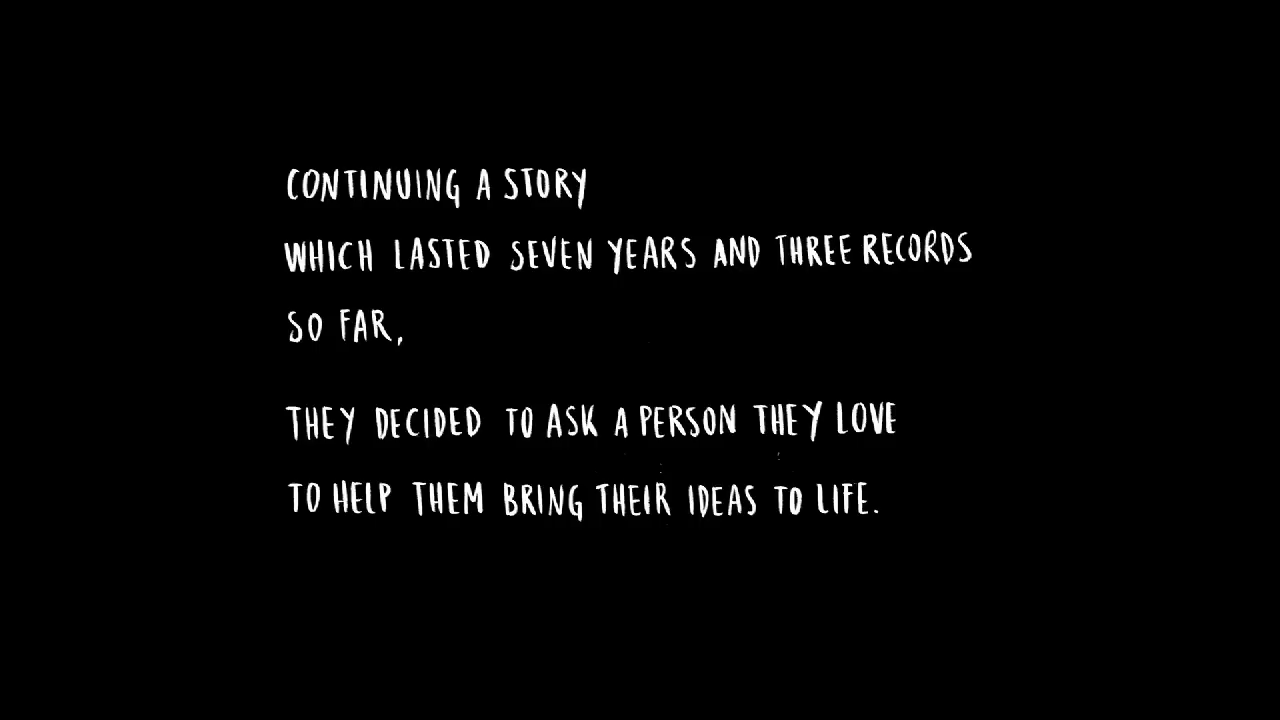 CONTINUING A STORY
WHICH LASTED SEVEN YEARS AND THREE RECORDS
SO FAR,
THEY DECIDED TO ASK A PERSON THEY LOVE
TO HELP THEM BRING THEIR IDEAS TO LIFE.